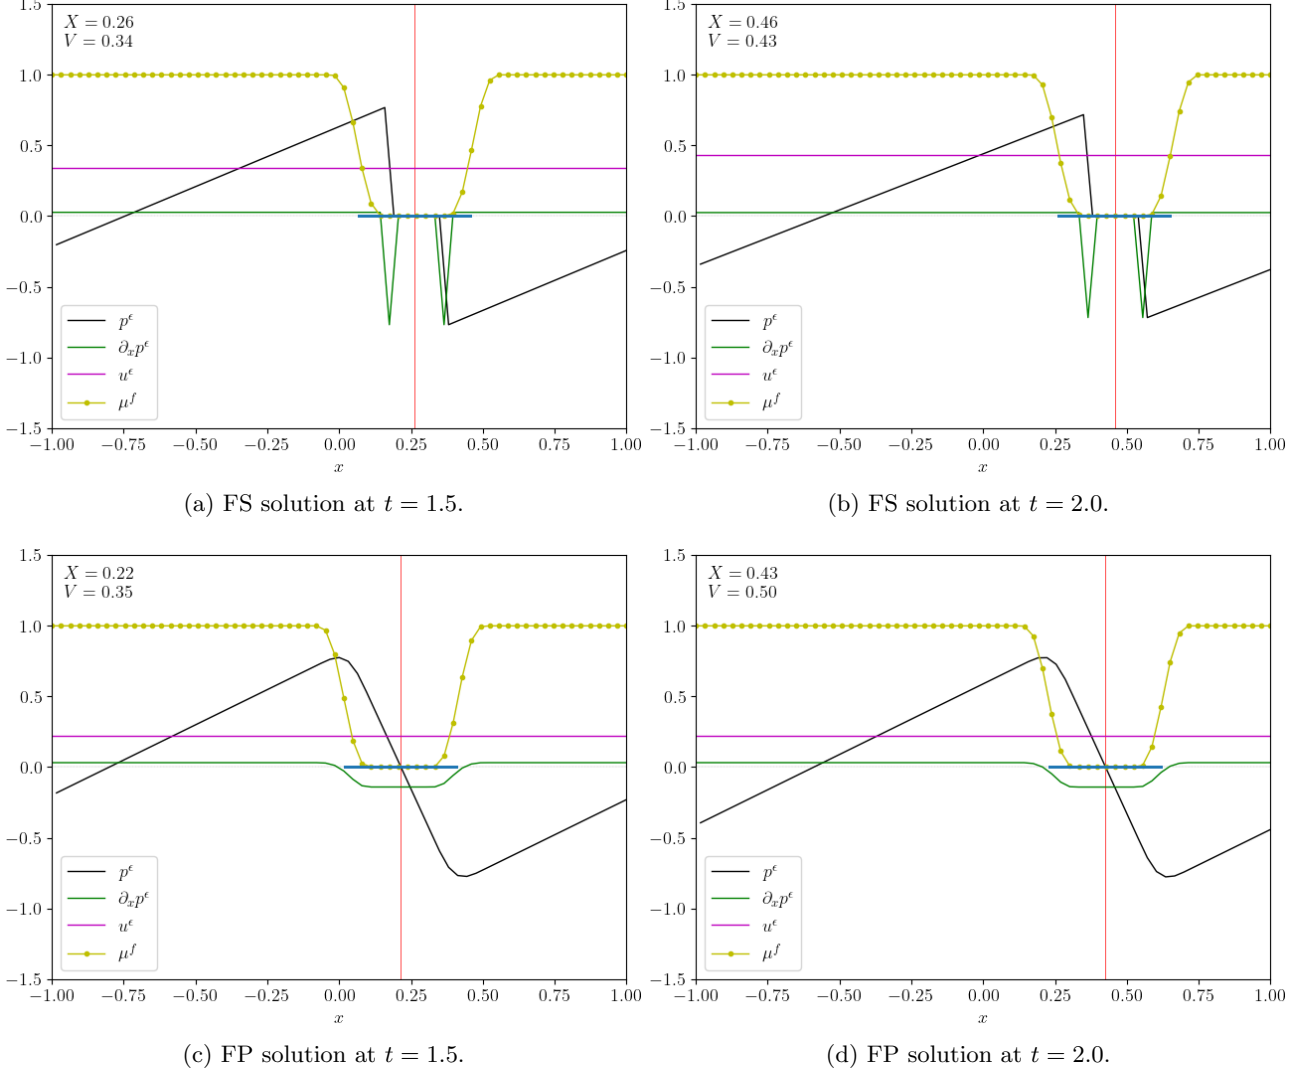 1.5
1.0
0.5
0.0
−0.5
−1.0
−1.5
X = 0.26
V = 0.34
p^ϵ
∂_x p^ϵ
u^ϵ
μ^f
−1.00 −0.75 −0.50 −0.25 0.00 0.25 0.50 0.75 1.00
x
(a) FS solution at t = 1.5.
1.5
1.0
0.5
0.0
−0.5
−1.0
−1.5
X = 0.46
V = 0.43
p^ϵ
∂_x p^ϵ
u^ϵ
μ^f
−1.00 −0.75 −0.50 −0.25 0.00 0.25 0.50 0.75 1.00
x
(b) FS solution at t = 2.0.
1.5
1.0
0.5
0.0
−0.5
−1.0
−1.5
X = 0.22
V = 0.35
p^ϵ
∂_x p^ϵ
u^ϵ
μ^f
−1.00 −0.75 −0.50 −0.25 0.00 0.25 0.50 0.75 1.00
x
(c) FP solution at t = 1.5.
1.5
1.0
0.5
0.0
−0.5
−1.0
−1.5
X = 0.43
V = 0.50
p^ϵ
∂_x p^ϵ
u^ϵ
μ^f
−1.00 −0.75 −0.50 −0.25 0.00 0.25 0.50 0.75 1.00
x
(d) FP solution at t = 2.0.